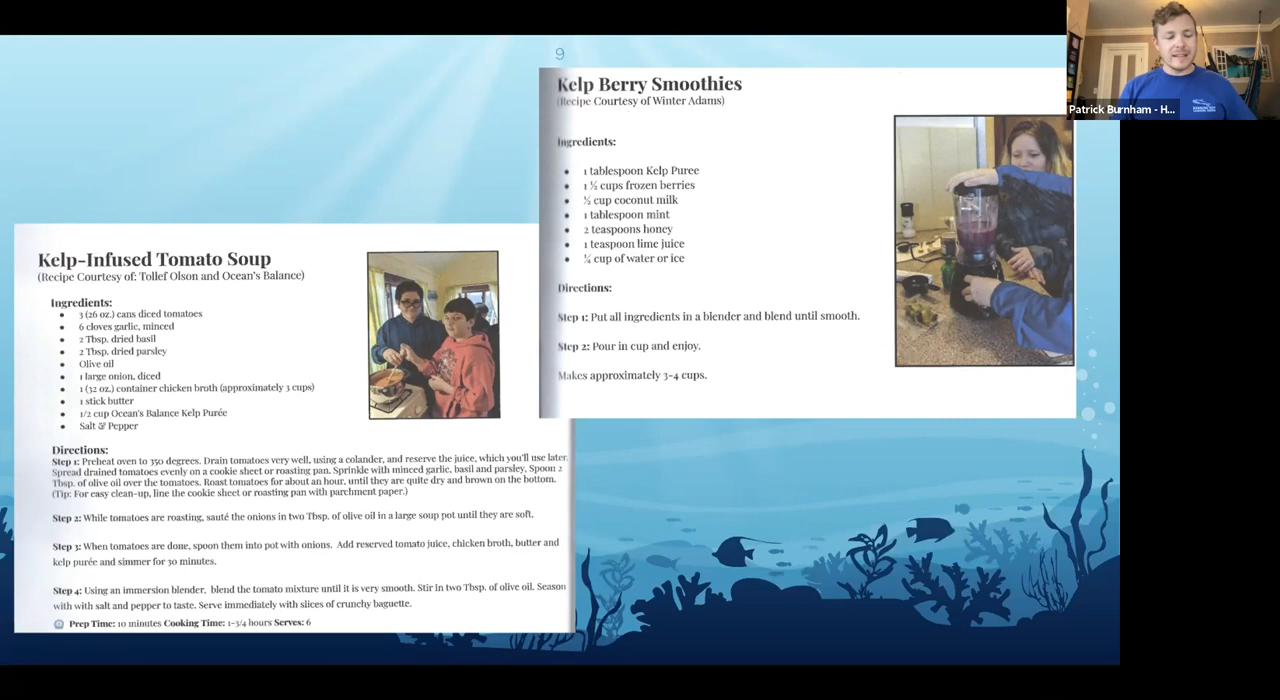 9
Kelp Berry Smoothies
(Recipe Courtesy of Winter Adams)
Ingredients:
• 1 tablespoon Kelp Puree
• 1 ½ cups frozen berries
• ½ cup coconut milk
• 1 tablespoon mint
• 2 teaspoons honey
• 1 teaspoon lime juice
• ¼ cup of water or ice
Directions:
Step 1: Put all ingredients in a blender and blend until smooth.
Step 2: Pour in cup and enjoy.
Makes approximately 3-4 cups.
Kelp-Infused Tomato Soup
(Recipe Courtesy of: Tollef Olson and Ocean's Balance)
Ingredients:
• 3 (26 oz.) cans diced tomatoes
• 6 cloves garlic, minced
• 2 Tbsp. dried basil
• 2 Tbsp. dried parsley
• Olive oil
• 1 large onion, diced
• 1 (32 oz.) container chicken broth (approximately 3 cups)
• 1 stick butter
• 1/2 cup Ocean's Balance Kelp Purée
• Salt & Pepper
Directions:
Step 1: Preheat oven to 350 degrees. Drain tomatoes very well, using a colander, and reserve the juice, which you'll use later.
Spread drained tomatoes evenly on a cookie sheet or roasting pan. Sprinkle with minced garlic, basil and parsley, Spoon 2
Tbsp. of olive oil over the tomatoes. Roast tomatoes for about an hour, until they are quite dry and brown on the bottom.
(Tip: For easy clean-up, line the cookie sheet or roasting pan with parchment paper.)
Step 2: While tomatoes are roasting, sauté the onions in two Tbsp. of olive oil in a large soup pot until they are soft.
Step 3: When tomatoes are done, spoon them into pot with onions. Add reserved tomato juice, chicken broth, butter and
kelp purée and simmer for 30 minutes.
Step 4: Using an immersion blender, blend the tomato mixture until it is very smooth. Stir in two Tbsp. of olive oil. Season
with with salt and pepper to taste. Serve immediately with slices of crunchy baguette.
Prep Time: 10 minutes Cooking Time: 1-3/4 hours Serves: 6
Patrick Burnham - H...